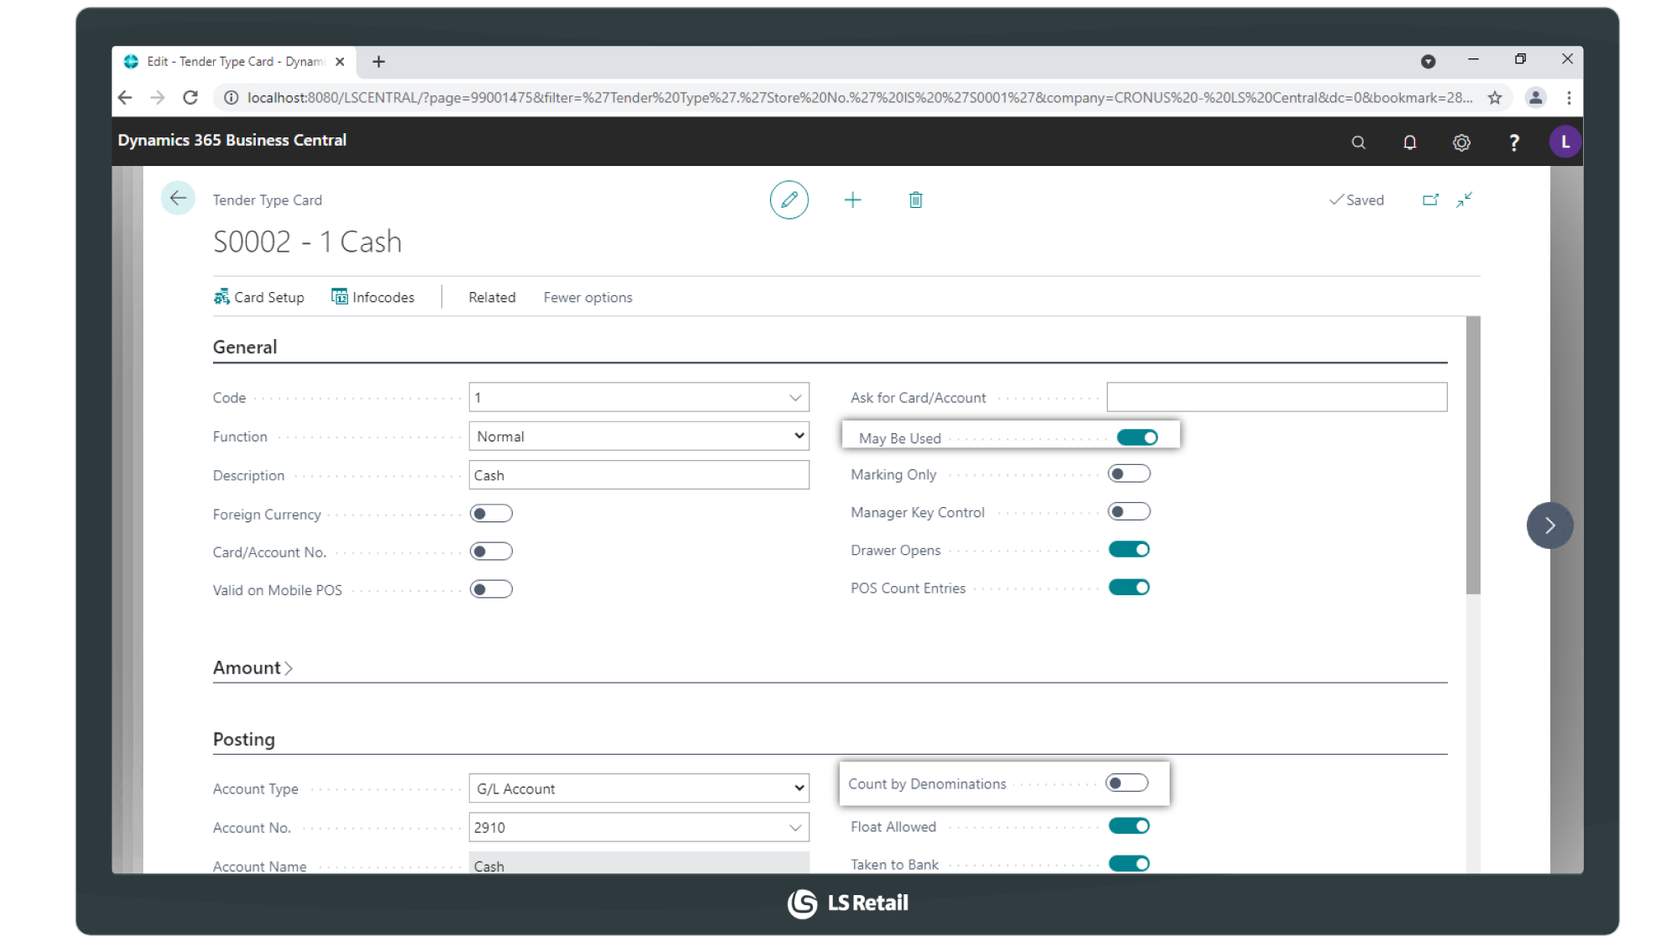 Edit - Tender Type Card - Dynam
localhost:8080/LSCENTRAL/?page=99001475&filter=%27Tender%20Type%27.%27Store%20No.%27%20IS%20%27S0001%27&company=CRONUS%20-%20LS%20Central&dc=0&bookmark=28...
Dynamics 365 Business Central
?
L
Tender Type Card
Saved
S0002 - 1 Cash
Card Setup
Infocodes
Related
Fewer options
General
Code
1
Ask for Card/Account
Function
Normal
May Be Used
Description
Cash
Marking Only
Foreign Currency
Manager Key Control
Card/Account No.
Drawer Opens
Valid on Mobile POS
POS Count Entries
Amount
Posting
Account Type
G/L Account
Count by Denominations
Account No.
2910
Float Allowed
Account Name
Cash
Taken to Bank
LS Retail